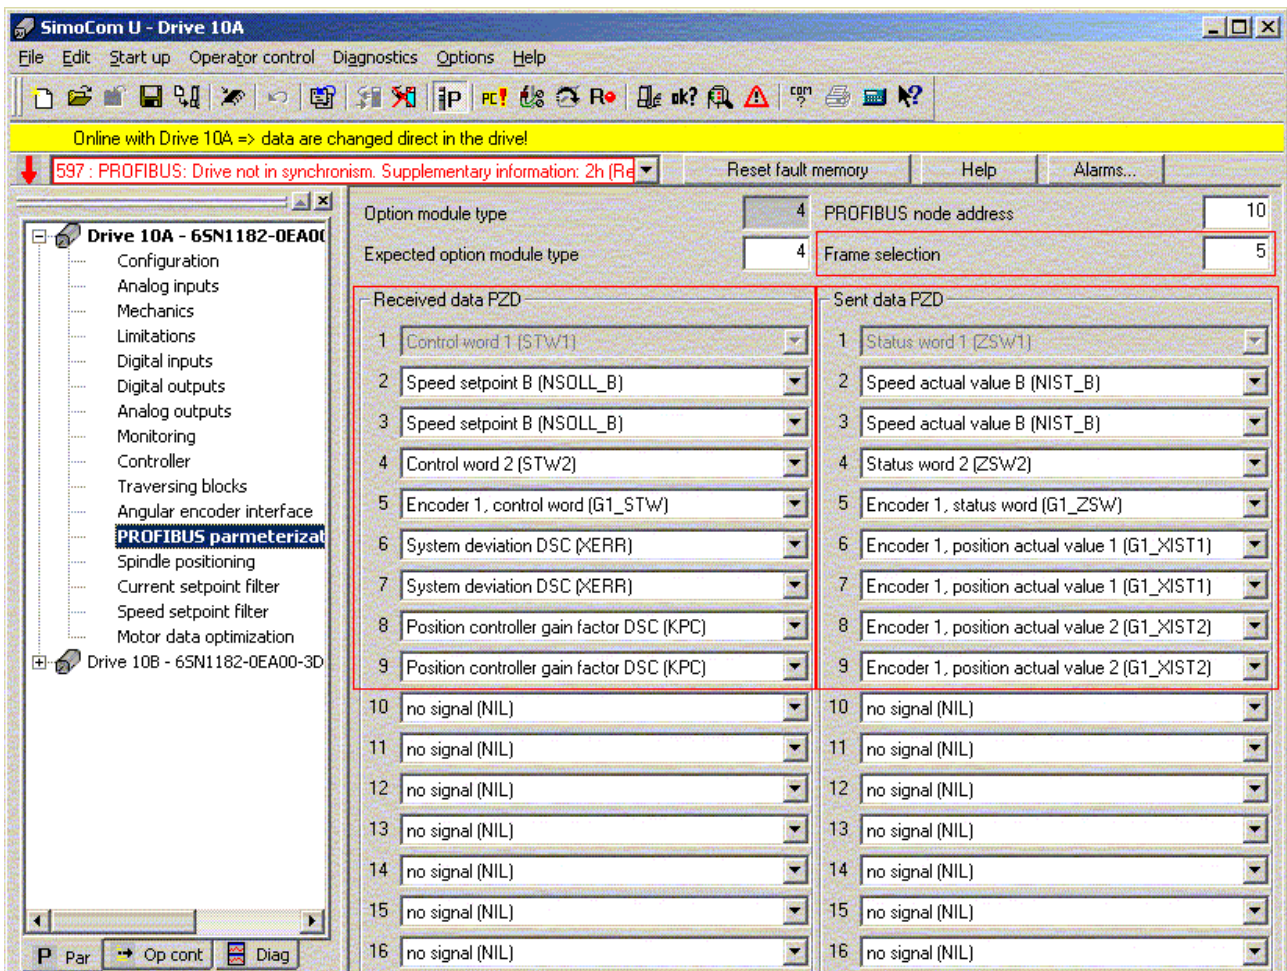 SimoCom U - Drive 10A
File Edit Start up Operator control Diagnostics Options Help
P PC! R ok? COM ? ?
Online with Drive 10A => data are changed direct in the drive!
597 : PROFIBUS: Drive not in synchronism. Supplementary information: 2h (Re Reset fault memory Help Alarms...
Option module type 4 PROFIBUS node address 10
Expected option module type 4 Frame selection 5
Drive 10A - 6SN1182-0EA00
Configuration
Analog inputs
Mechanics
Limitations
Digital inputs
Digital outputs
Analog outputs
Monitoring
Controller
Traversing blocks
Angular encoder interface
PROFIBUS parmeterizat
Spindle positioning
Current setpoint filter
Speed setpoint filter
Motor data optimization
Drive 10B - 6SN1182-0EA00-3D
P Par Op cont Diag
Received data PZD
1 Control word 1 (STW1)
2 Speed setpoint B (NSOLL_B)
3 Speed setpoint B (NSOLL_B)
4 Control word 2 (STW2)
5 Encoder 1, control word (G1_STW)
6 System deviation DSC (XERR)
7 System deviation DSC (XERR)
8 Position controller gain factor DSC (KPC)
9 Position controller gain factor DSC (KPC)
10 no signal (NIL)
11 no signal (NIL)
12 no signal (NIL)
13 no signal (NIL)
14 no signal (NIL)
15 no signal (NIL)
16 no signal (NIL)
Sent data PZD
1 Status word 1 (ZSW1)
2 Speed actual value B (NIST_B)
3 Speed actual value B (NIST_B)
4 Status word 2 (ZSW2)
5 Encoder 1, status word (G1_ZSW)
6 Encoder 1, position actual value 1 (G1_XIST1)
7 Encoder 1, position actual value 1 (G1_XIST1)
8 Encoder 1, position actual value 2 (G1_XIST2)
9 Encoder 1, position actual value 2 (G1_XIST2)
10 no signal (NIL)
11 no signal (NIL)
12 no signal (NIL)
13 no signal (NIL)
14 no signal (NIL)
15 no signal (NIL)
16 no signal (NIL)